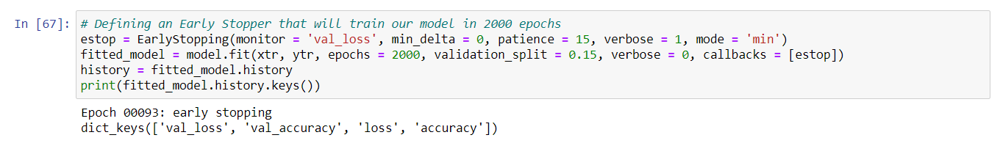 In [67]: # Defining an Early Stopper that will train our model in 2000 epochs
estop = EarlyStopping(monitor = 'val_loss', min_delta = 0, patience = 15, verbose = 1, mode = 'min')
fitted_model = model.fit(xtr, ytr, epochs = 2000, validation_split = 0.15, verbose = 0, callbacks = [estop])
history = fitted_model.history
print(fitted_model.history.keys())
Epoch 00093: early stopping
dict_keys(['val_loss', 'val_accuracy', 'loss', 'accuracy'])